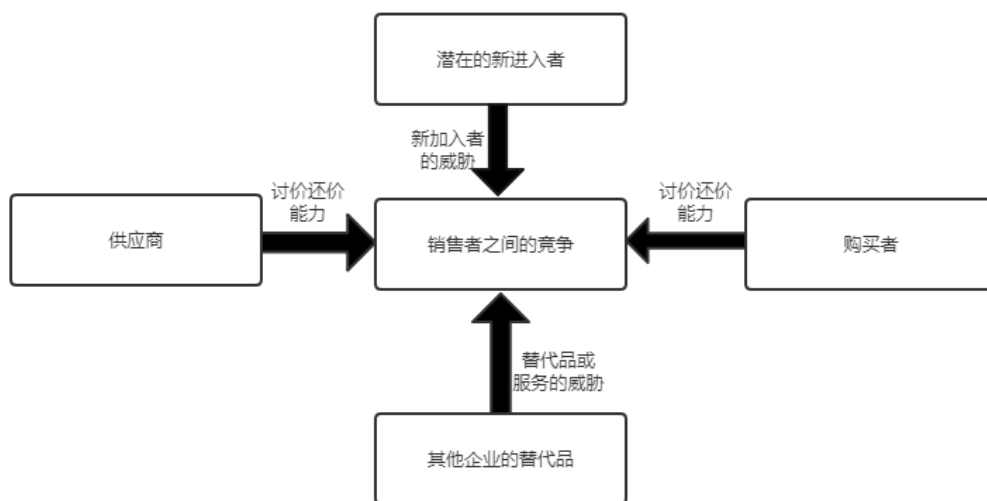 潜在的新进入者
新加入者
的威胁
讨价还价
能力
讨价还价
能力
供应商
销售者之间的竞争
购买者
替代品或
服务的威胁
其他企业的替代品